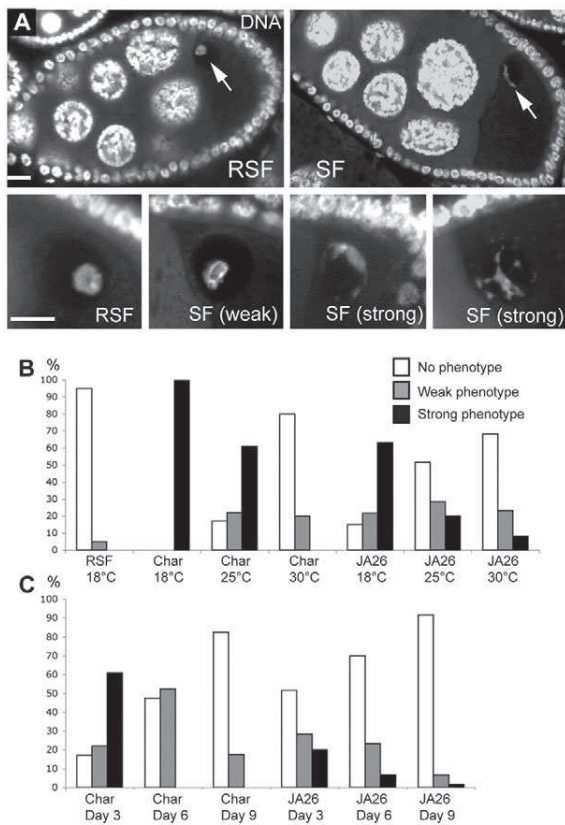 A
DNA
RSF
SF
RSF
SF (weak)
SF (strong)
SF (strong)
B
%
No phenotype
Weak phenotype
Strong phenotype
100
90
80
70
60
50
40
30
20
10
0
RSF Char Char Char JA26 JA26 JA26
18°C 18°C 25°C 30°C 18°C 25°C 30°C
C
%
100
90
80
70
60
50
40
30
20
10
0
Char Char Char JA26 JA26 JA26
Day 3 Day 6 Day 9 Day 3 Day 6 Day 9